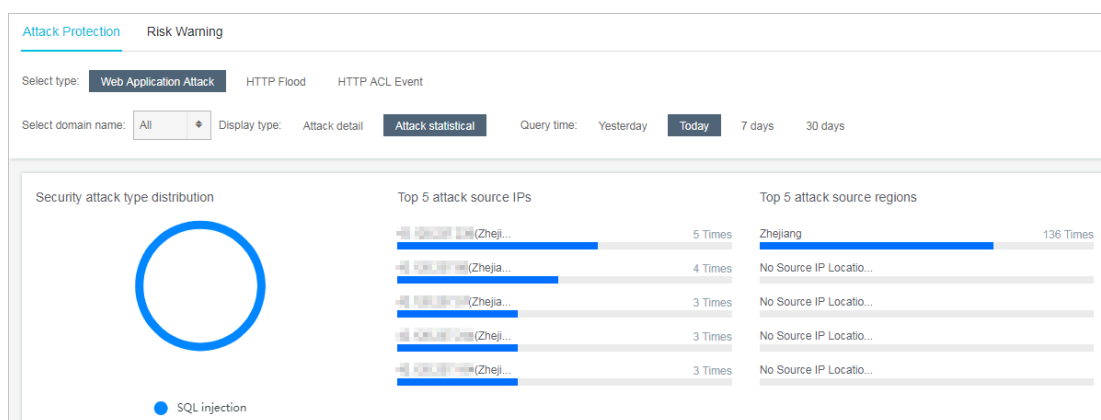 Attack Protection Risk Warning
Select type: Web Application Attack HTTP Flood HTTP ACL Event
Select domain name: All Display type: Attack detail Attack statistical Query time: Yesterday Today 7 days 30 days
Security attack type distribution
SQL injection
Top 5 attack source IPs
(Zheji... 5 Times
(Zhejia... 4 Times
(Zhejia... 3 Times
(Zheji... 3 Times
(Zheji... 3 Times
Top 5 attack source regions
Zhejiang 136 Times
No Source IP Locatio...
No Source IP Locatio...
No Source IP Locatio...
No Source IP Locatio...